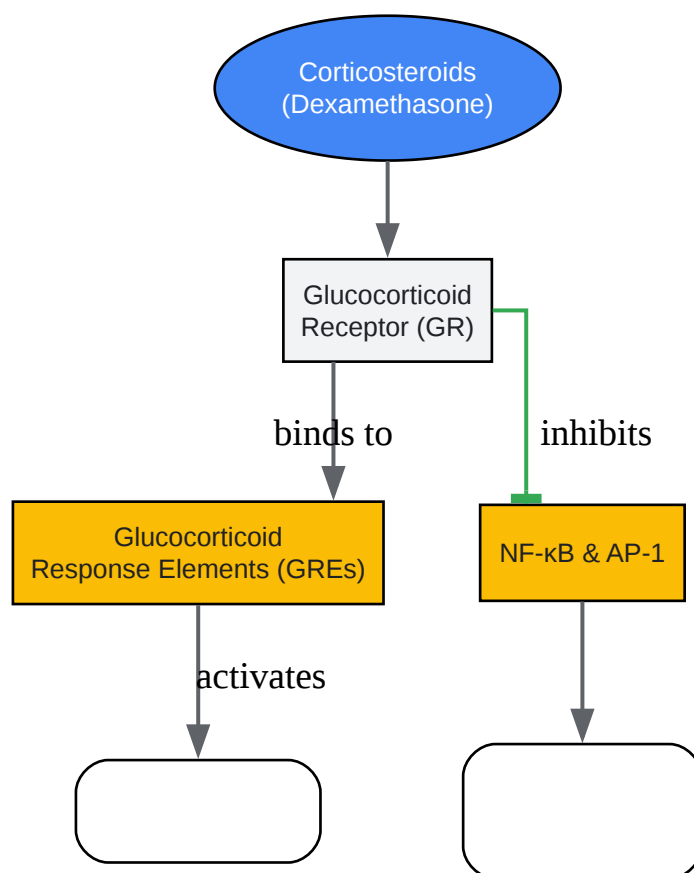 Corticosteroids
(Dexamethasone)
Glucocorticoid
Receptor (GR)
binds to
inhibits
Glucocorticoid
Response Elements (GREs)
NF-κB & AP-1
activates